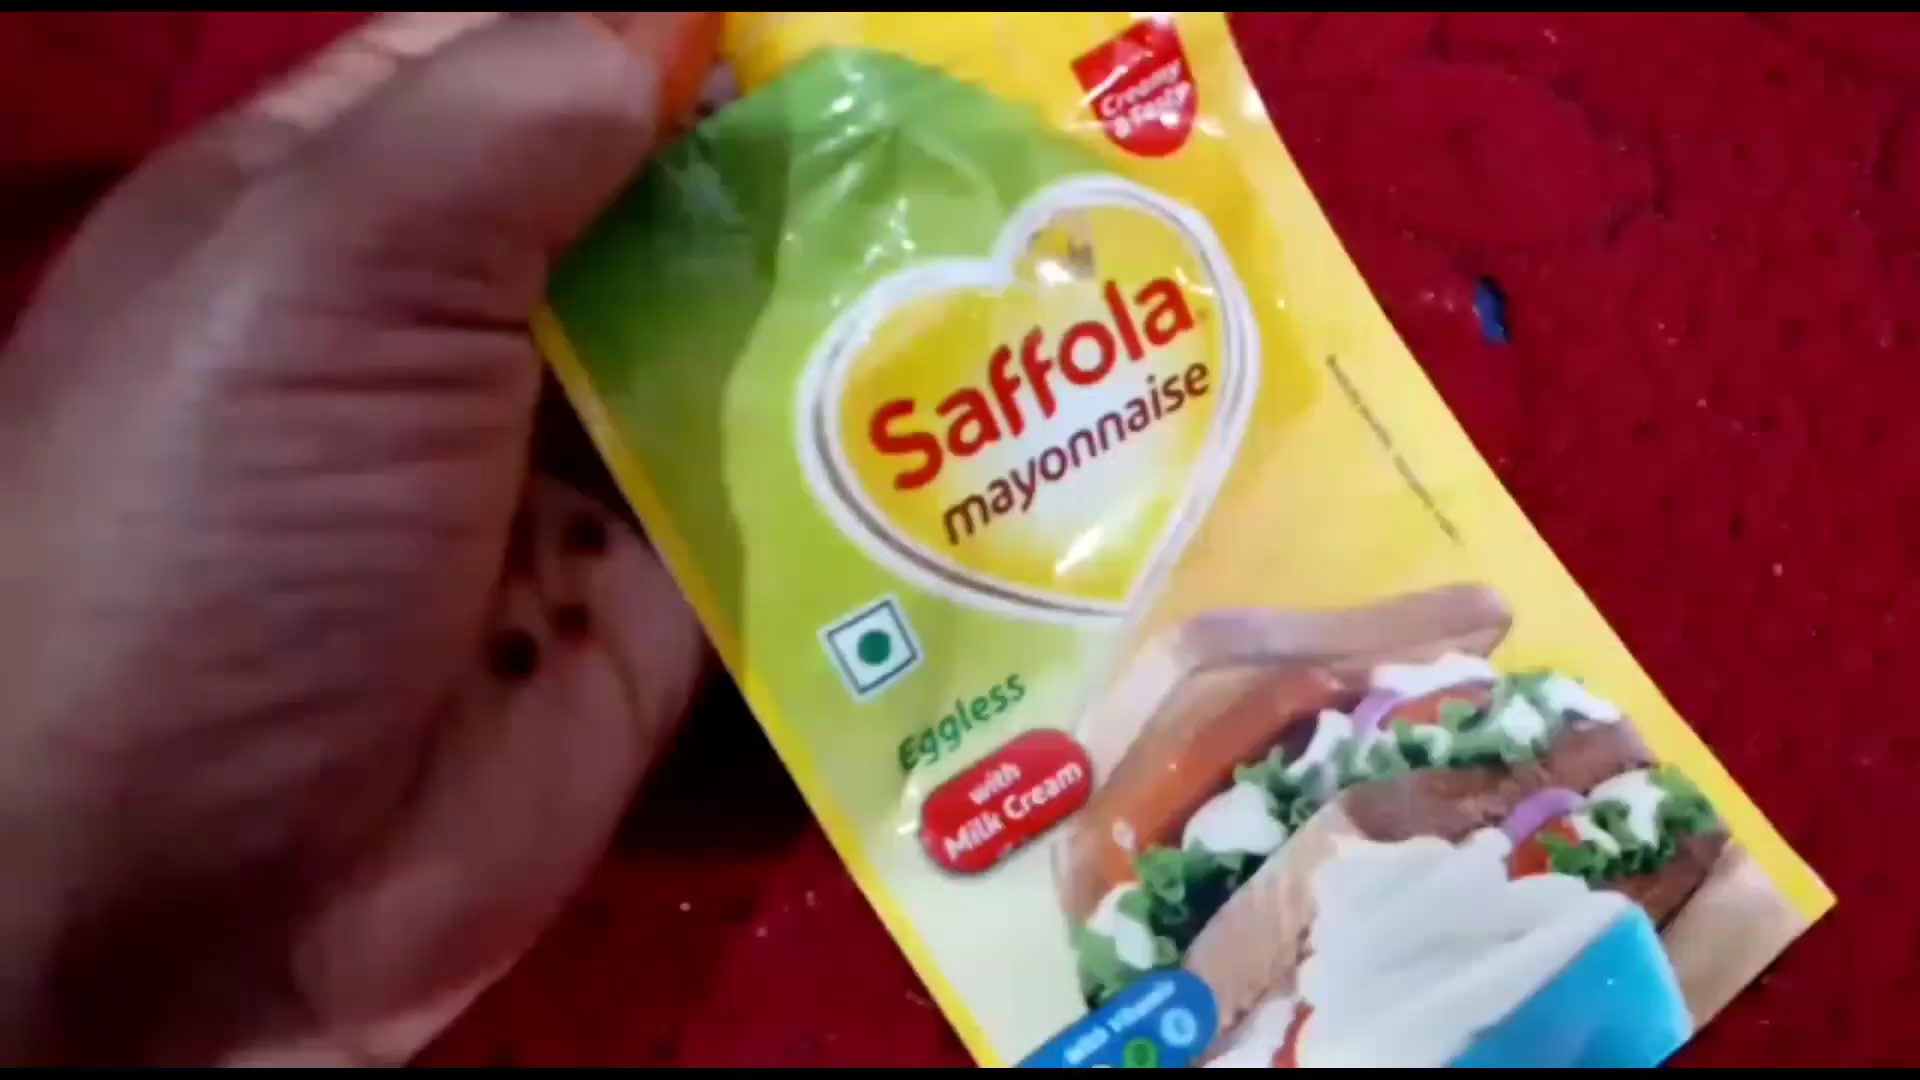 Creamy
& Tasty
Saffola
mayonnaise
Eggless
with
Milk Cream